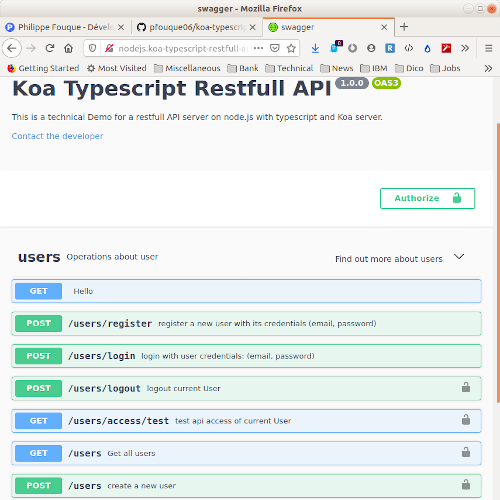 swagger - Mozilla Firefox
Philippe Fouque - Dévelo
pfouque06/koa-typescri
swagger
nodejs.koa-typescript-restfull-a
Getting Started Most Visited Miscellaneous Bank Technical News IBM Dico Jobs
Koa Typescript Restfull API 1.0.0 OAS3
This is a technical Demo for a restfull API server on node.js with typescript and Koa server.
Contact the developer
Authorize
users Operations about user Find out more about users
GET Hello
POST /users/register register a new user with its credentials (email, password)
POST /users/login login with user credentials: (email, password)
POST /users/logout logout current User
GET /users/access/test test api access of current User
GET /users Get all users
POST /users create a new user